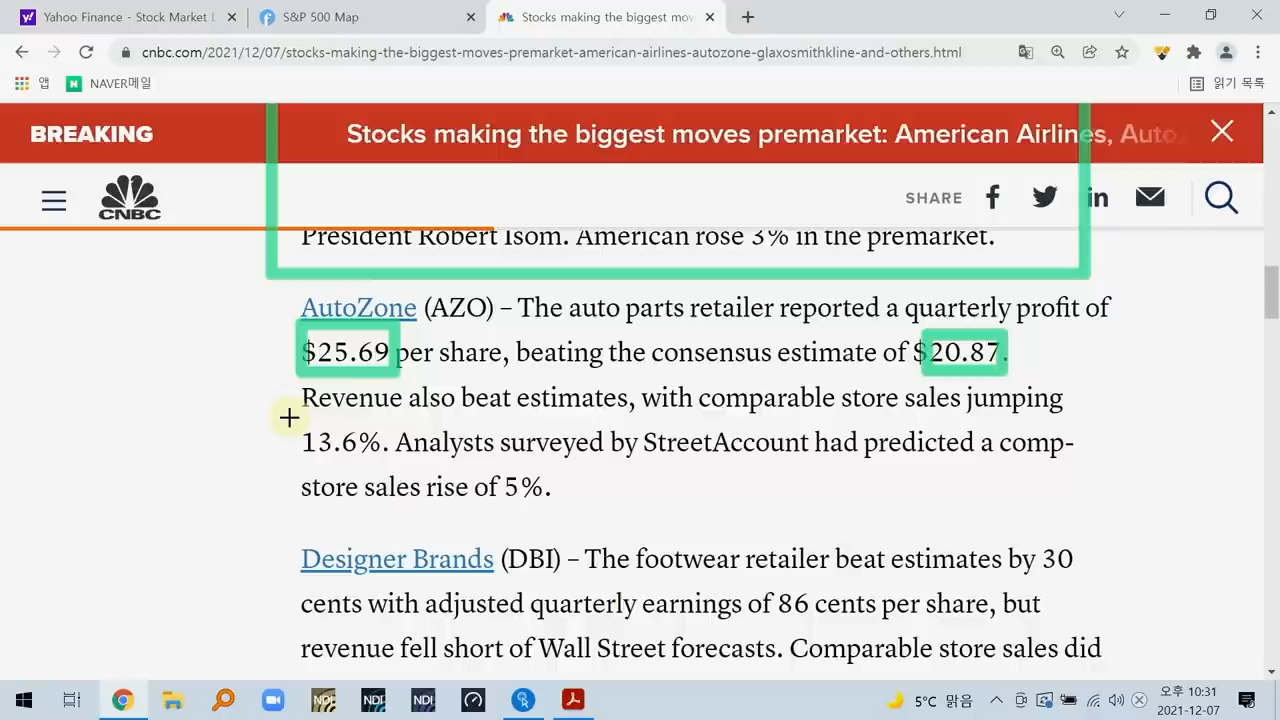 Yahoo Finance - Stock Market L
S&P 500 Map
Stocks making the biggest mov
cnbc.com/2021/12/07/stocks-making-the-biggest-moves-premarket-american-airlines-autozone-glaxosmithkline-and-others.html
앱
N NAVER메일
읽기 목록
BREAKING
Stocks making the biggest moves premarket: American Airlines, Auto
CNBC
SHARE
President Robert Isom. American rose 3% in the premarket.
AutoZone (AZO) – The auto parts retailer reported a quarterly profit of
$25.69 per share, beating the consensus estimate of $20.87.
Revenue also beat estimates, with comparable store sales jumping
13.6%. Analysts surveyed by StreetAccount had predicted a comp-
store sales rise of 5%.
Designer Brands (DBI) – The footwear retailer beat estimates by 30
cents with adjusted quarterly earnings of 86 cents per share, but
revenue fell short of Wall Street forecasts. Comparable store sales did
NDI
NDI
NDI
5°C 맑음
오후 10:31
2021-12-07